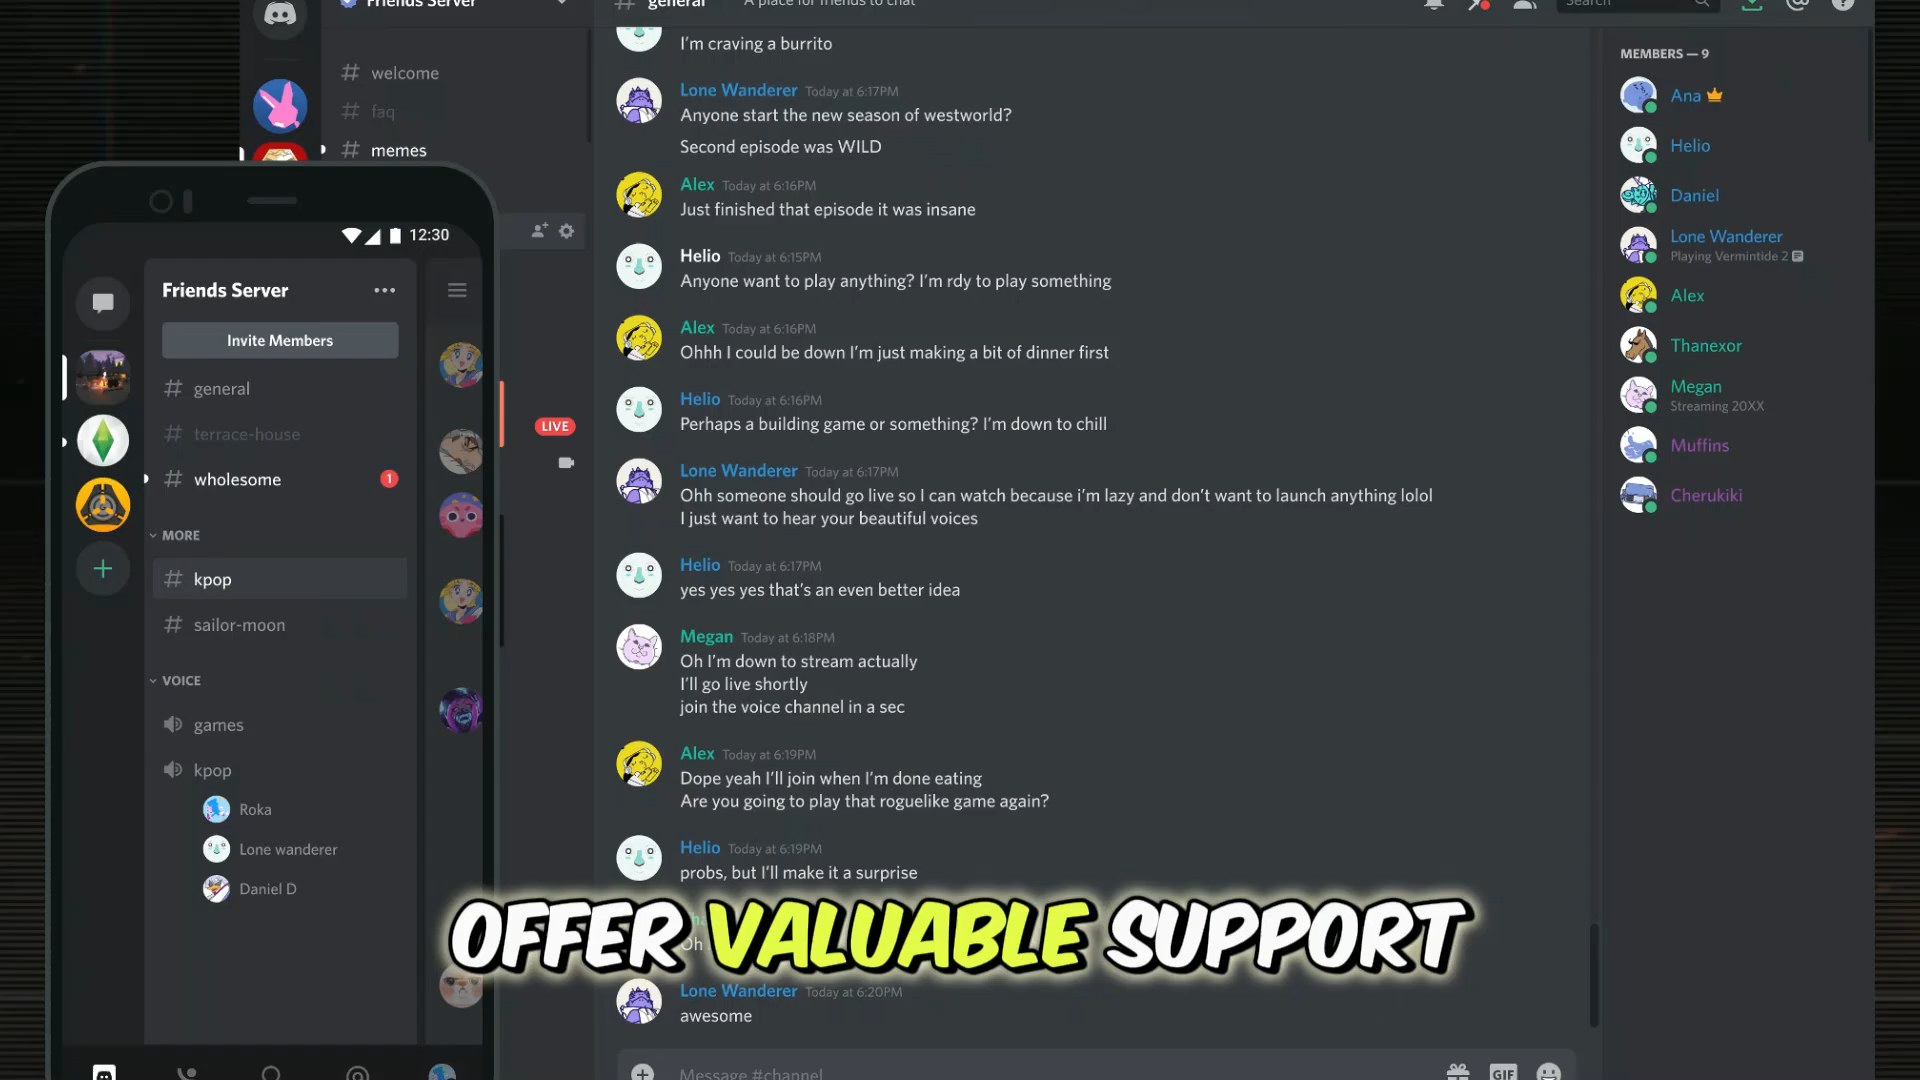 Friends Server
welcome
faq
memes
general
A place for friends to chat
Search
I'm craving a burrito
Lone Wanderer Today at 6:17PM
Anyone start the new season of westworld?
Second episode was WILD
Alex Today at 6:16PM
Just finished that episode it was insane
Helio Today at 6:15PM
Anyone want to play anything? I'm rdy to play something
Alex Today at 6:16PM
Ohhh I could be down I'm just making a bit of dinner first
Helio Today at 6:16PM
Perhaps a building game or something? I'm down to chill
Lone Wanderer Today at 6:17PM
Ohh someone should go live so I can watch because i'm lazy and don't want to launch anything lolol
I just want to hear your beautiful voices
Helio Today at 6:17PM
yes yes yes that's an even better idea
Megan Today at 6:18PM
Oh I'm down to stream actually
I'll go live shortly
join the voice channel in a sec
Alex Today at 6:19PM
Dope yeah I'll join when I'm done eating
Are you going to play that roguelike game again?
Helio Today at 6:19PM
probs, but I'll make it a surprise
Oh
Lone Wanderer Today at 6:20PM
awesome
Message #channel
GIF
MEMBERS — 9
Ana
Helio
Daniel
Lone Wanderer
Playing Vermintide 2
Alex
Thanexor
Megan
Streaming 20XX
Muffins
Cherukiki
LIVE
12:30
Friends Server
Invite Members
general
terrace-house
wholesome 1
MORE
kpop
sailor-moon
VOICE
games
kpop
Roka
Lone wanderer
Daniel D
OFFER VALUABLE SUPPORT